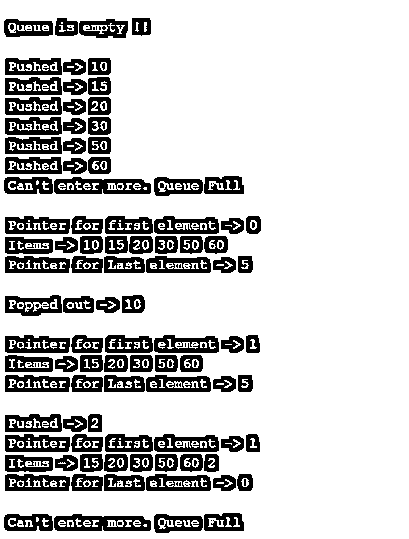 Queue is empty !!
Pushed -> 10
Pushed -> 15
Pushed -> 20
Pushed -> 30
Pushed -> 50
Pushed -> 60
Can't enter more. Queue Full
Pointer for first element -> 0
Items -> 10 15 20 30 50 60
Pointer for Last element -> 5
Popped out -> 10
Pointer for first element -> 1
Items -> 15 20 30 50 60
Pointer for Last element -> 5
Pushed -> 2
Pointer for first element -> 1
Items -> 15 20 30 50 60 2
Pointer for Last element -> 0
Can't enter more. Queue Full